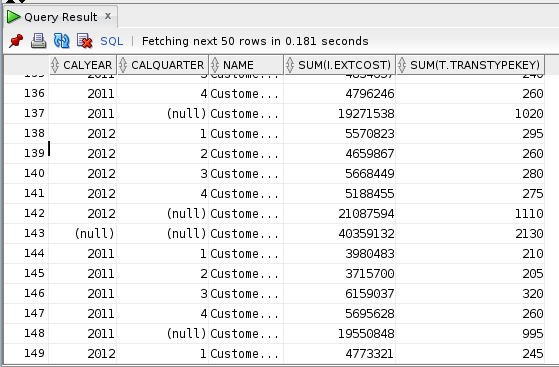 Query Result x
SQL | Fetching next 50 rows in 0.181 seconds
CALYEAR CALQUARTER NAME SUM(I.EXTCOST) SUM(T.TRANSTYPEKEY)
136 2011 4 Custome... 4796246 260
137 2011 (null) Custome... 19271538 1020
138 2012 1 Custome... 5570823 295
139 2012 2 Custome... 4659867 260
140 2012 3 Custome... 5668449 280
141 2012 4 Custome... 5188455 275
142 2012 (null) Custome... 21087594 1110
143 (null) (null) Custome... 40359132 2130
144 2011 1 Custome... 3980483 210
145 2011 2 Custome... 3715700 205
146 2011 3 Custome... 6159037 320
147 2011 4 Custome... 5695628 260
148 2011 (null) Custome... 19550848 995
149 2012 1 Custome... 4773321 245